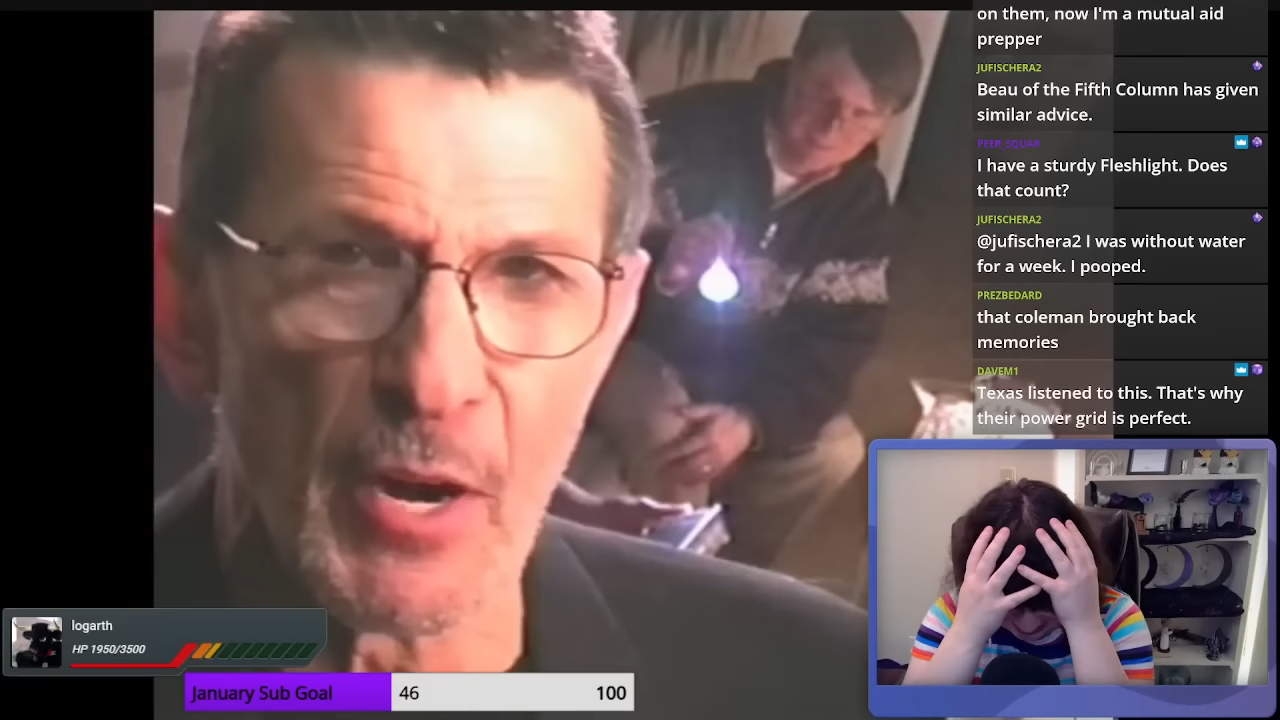 on them, now I'm a mutual aid
prepper
JUFISCHERA2
Beau of the Fifth Column has given
similar advice.
PEER_SQUAR
I have a sturdy Fleshlight. Does
that count?
JUFISCHERA2
@jufischera2 I was without water
for a week. I pooped.
PREZBEDARD
that coleman brought back
memories
DAVEM1
Texas listened to this. That's why
their power grid is perfect.
logarth
HP 1950/3500
January Sub Goal
46
100